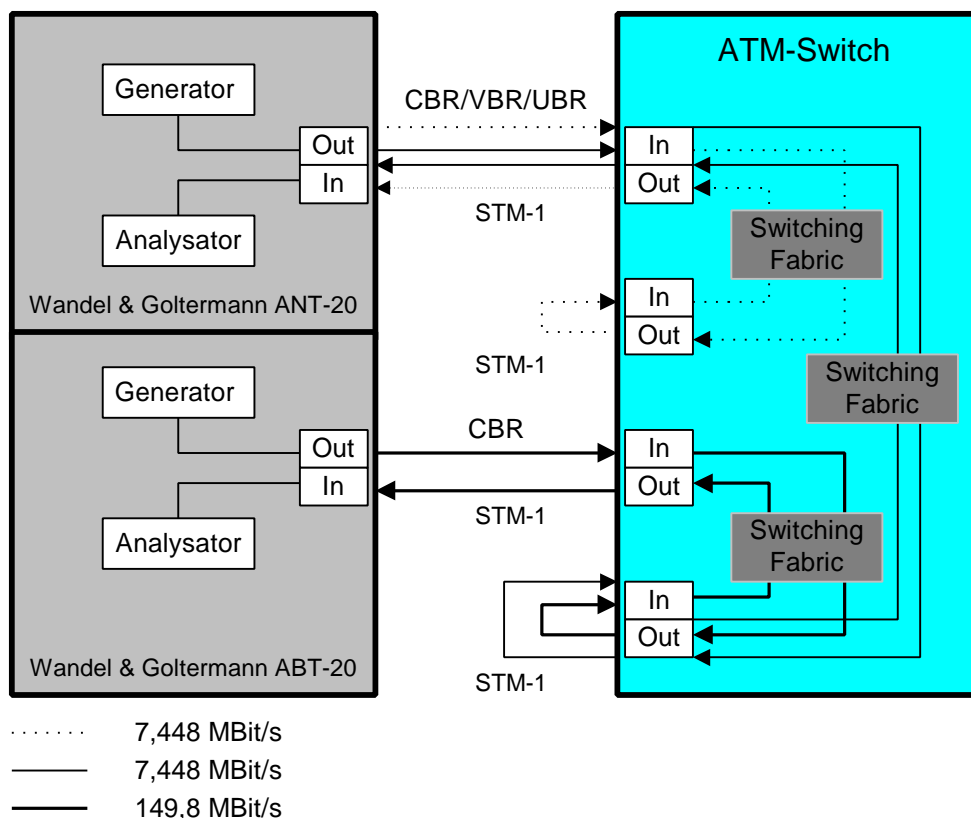 ATM-Switch
Generator
CBR/VBR/UBR
Out
In
In
Out
STM-1
Analysator
Switching
Fabric
Wandel & Goltermann ANT-20
In
Out
STM-1
Switching
Fabric
Generator
CBR
Out
In
In
Out
STM-1
Analysator
Switching
Fabric
In
Out
Wandel & Goltermann ABT-20
STM-1
7,448 MBit/s
7,448 MBit/s
149,8 MBit/s